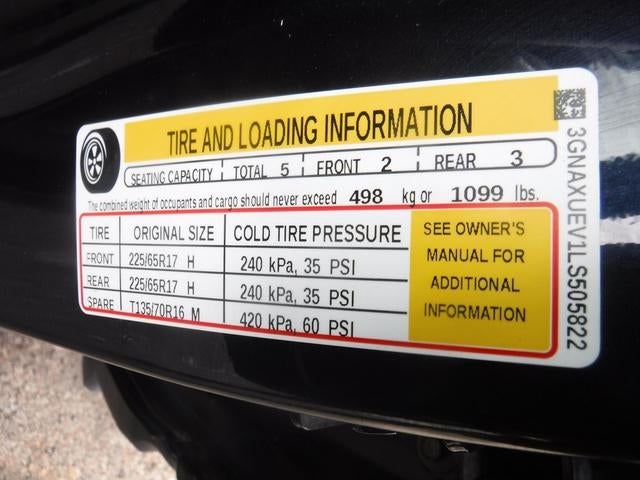 TIRE AND LOADING INFORMATION
SEATING CAPACITY TOTAL 5 FRONT 2 REAR 3
The combined weight of occupants and cargo should never exceed 498 kg or 1099 lbs.
TIRE ORIGINAL SIZE COLD TIRE PRESSURE
FRONT 225/65R17 H 240 kPa, 35 PSI
REAR 225/65R17 H 240 kPa, 35 PSI
SPARE T135/70R16 M 420 kPa, 60 PSI
SEE OWNER'S
MANUAL FOR
ADDITIONAL
INFORMATION
3GNAXUEV1LS505822